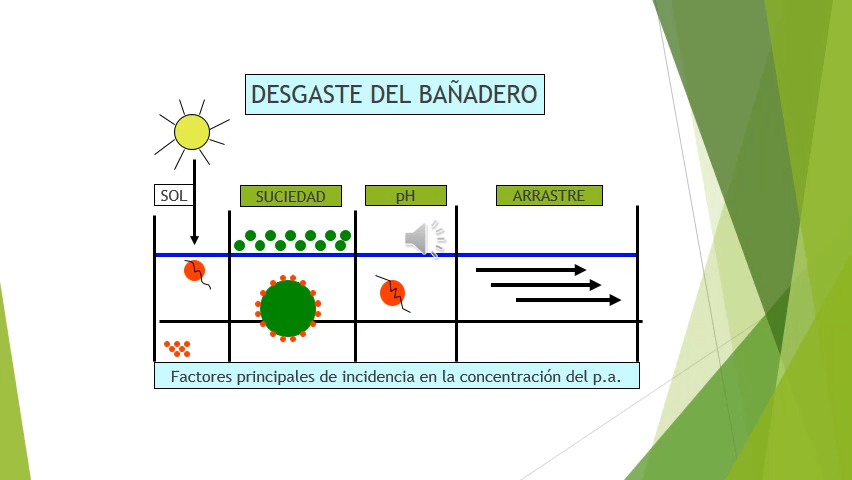 DESGASTE DEL BAÑADERO
SOL
SUCIEDAD
pH
ARRASTRE
Factores principales de incidencia en la concentración del p.a.